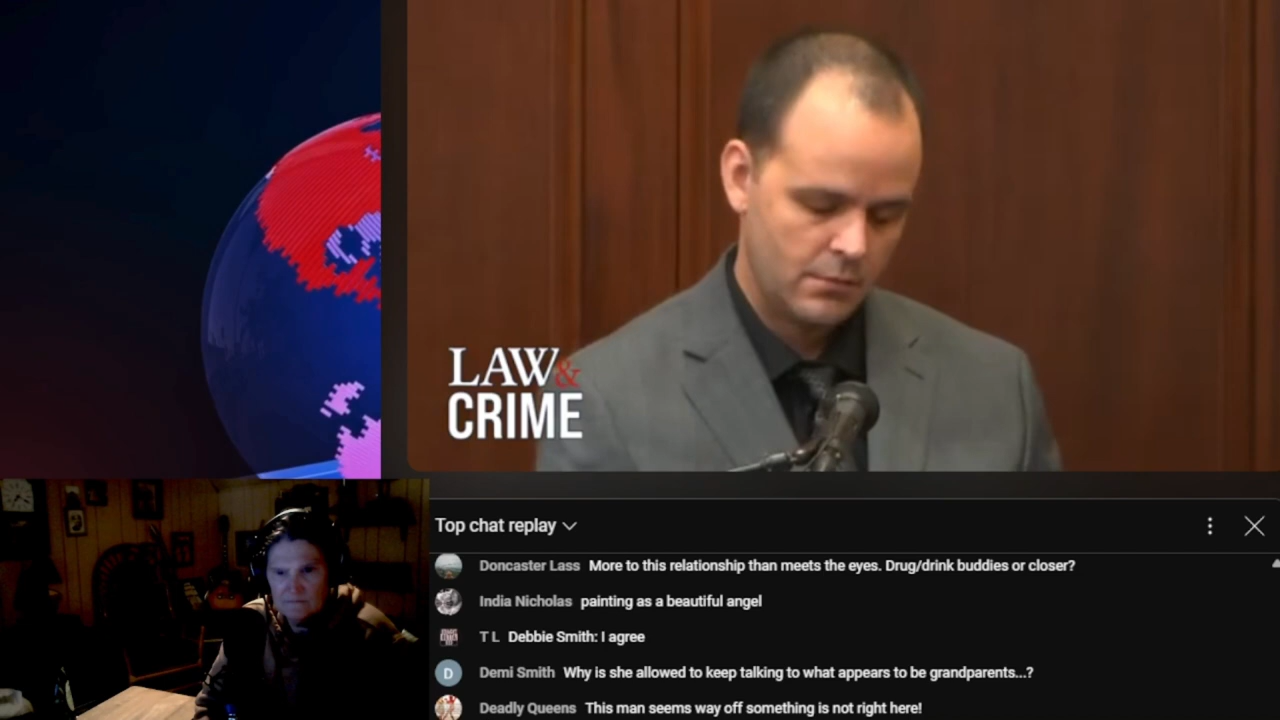 LAW&
CRIME
Top chat replay
Doncaster Lass More to this relationship than meets the eyes. Drug/drink buddies or closer?
India Nicholas painting as a beautiful angel
T L Debbie Smith: I agree
D Demi Smith Why is she allowed to keep talking to what appears to be grandparents...?
Deadly Queens This man seems way off something is not right here!